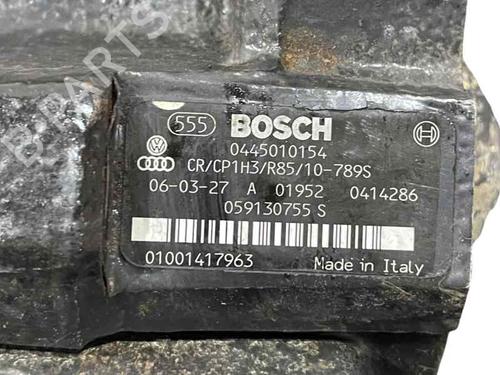 555 BOSCH
0445010154
CR/CP1H3/R85/10-789S
06-03-27 A 01952 0414286
059130755 S
01001417963 Made in Italy
B-PARTS